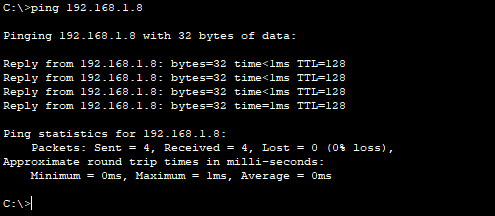 C:\>ping 192.168.1.8
Pinging 192.168.1.8 with 32 bytes of data:
Reply from 192.168.1.8: bytes=32 time<1ms TTL=128
Reply from 192.168.1.8: bytes=32 time<1ms TTL=128
Reply from 192.168.1.8: bytes=32 time<1ms TTL=128
Reply from 192.168.1.8: bytes=32 time=1ms TTL=128
Ping statistics for 192.168.1.8:
    Packets: Sent = 4, Received = 4, Lost = 0 (0% loss),
Approximate round trip times in milli-seconds:
    Minimum = 0ms, Maximum = 1ms, Average = 0ms
C:\>